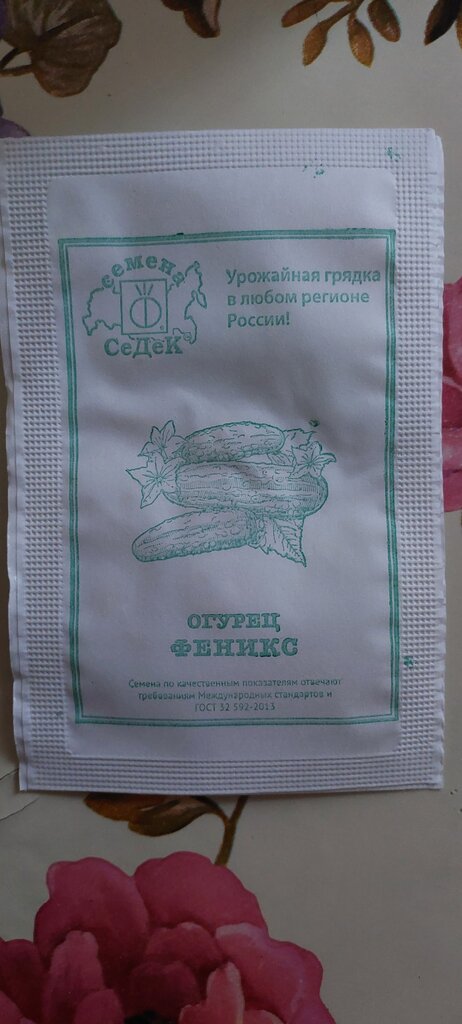 семена
СеДеК
Урожайная грядка
в любом регионе
России!
ОГУРЕЦ
ФЕНИКС
Семена по качественным показателям отвечают
требованиям Международных стандартов и
ГОСТ 32 592-2013